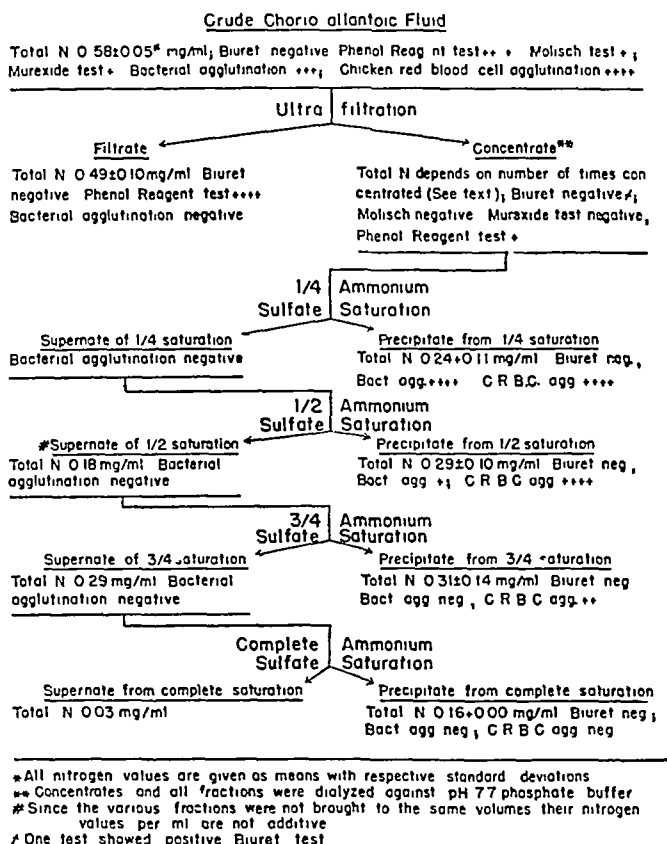 Crude Chorio allantoic Fluid
Total N 0 58±0.05* mg/ml; Biuret negative Phenol Reag nt test++ + Molisch test +;
Murexide test + Bacterial agglutination +++; Chicken red blood cell agglutination ++++
Ultra filtration
Filtrate
Total N 0 49±0.10 mg/ml Biuret
negative Phenol Reagent test++++
Bacterial agglutination negative
Concentrate**
Total N depends on number of times con
centrated (See text); Biuret negative≠;
Molisch negative Murexide test negative,
Phenol Reagent test +
1/4 Ammonium
Sulfate Saturation
Supernate of 1/4 saturation
Bacterial agglutination negative
Precipitate from 1/4 saturation
Total N 0.24+0.11 mg/ml Biuret neg.,
Bact agg.++++ C R B.C. agg ++++
1/2 Ammonium
Sulfate Saturation
#Supernate of 1/2 saturation
Total N 0.18 mg/ml Bacterial
agglutination negative
Precipitate from 1/2 saturation
Total N 0.29±0.10 mg/ml Biuret neg,
Bact agg +; C R B C agg ++++
3/4 Ammonium
Sulfate Saturation
Supernate of 3/4 saturation
Total N 0.29 mg/ml Bacterial
agglutination negative
Precipitate from 3/4 saturation
Total N 0.31±0.14 mg/ml Biuret neg
Bact agg neg, C R B C agg.++
Complete Ammonium
Sulfate Saturation
Supernate from complete saturation
Total N 0.03 mg/ml
Precipitate from complete saturation
Total N 0.16+0.00 mg/ml Biuret neg;
Bact agg neg; C R B C agg neg
*All nitrogen values are given as means with respective standard deviations
**Concentrates and all fractions were dialyzed against pH 7 7 phosphate buffer
#Since the various fractions were not brought to the same volumes their nitrogen
values per ml are not additive
≠ One test showed positive Biuret test